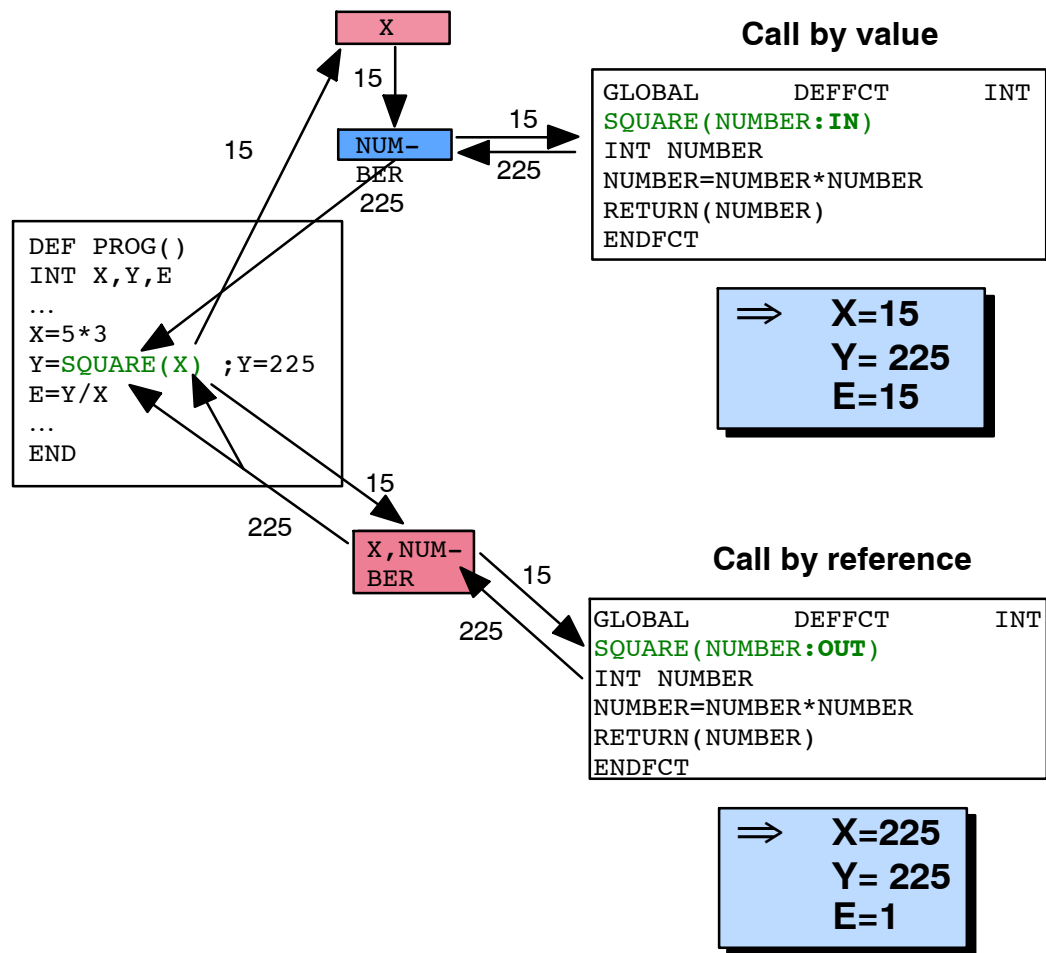 X
Call by value
15
GLOBAL DEFFCT INT
SQUARE(NUMBER:IN)
INT NUMBER
NUMBER=NUMBER*NUMBER
RETURN(NUMBER)
ENDFCT
15
225
NUM-
BER
15
225
DEF PROG()
INT X,Y,E
...
X=5*3
Y=SQUARE(X) ;Y=225
E=Y/X
...
END
⇒ X=15
Y= 225
E=15
15
225
X,NUM-
BER
Call by reference
15
225
GLOBAL DEFFCT INT
SQUARE(NUMBER:OUT)
INT NUMBER
NUMBER=NUMBER*NUMBER
RETURN(NUMBER)
ENDFCT
⇒ X=225
Y= 225
E=1